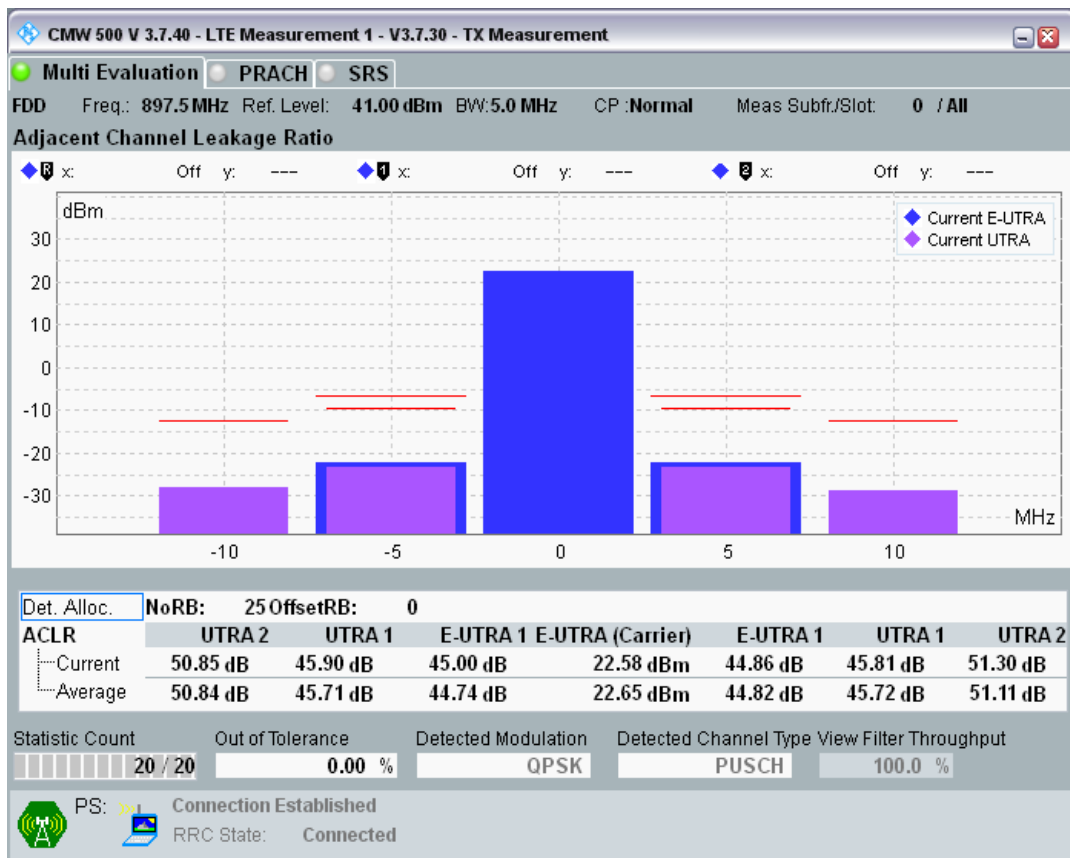 CMW 500 V 3.7.40 - LTE Measurement 1 - V3.7.30 - TX Measurement
Multi Evaluation PRACH SRS
FDD Freq.: 897.5 MHz Ref. Level: 41.00 dBm BW:5.0 MHz CP :Normal Meas Subfr./Slot: 0 / All
Adjacent Channel Leakage Ratio
R x: Off y: --- 1 x: Off y: --- 2 x: Off y: ---
dBm
Current E-UTRA
Current UTRA
30
20
10
0
-10
-20
-30
MHz
-10 -5 0 5 10
Det. Alloc. NoRB: 25 OffsetRB: 0
ACLR UTRA 2 UTRA 1 E-UTRA 1 E-UTRA (Carrier) E-UTRA 1 UTRA 1 UTRA 2
Current 50.85 dB 45.90 dB 45.00 dB 22.58 dBm 44.86 dB 45.81 dB 51.30 dB
Average 50.84 dB 45.71 dB 44.74 dB 22.65 dBm 44.82 dB 45.72 dB 51.11 dB
Statistic Count Out of Tolerance Detected Modulation Detected Channel Type View Filter Throughput
20 / 20 0.00 % QPSK PUSCH 100.0 %
PS: Connection Established
RRC State: Connected